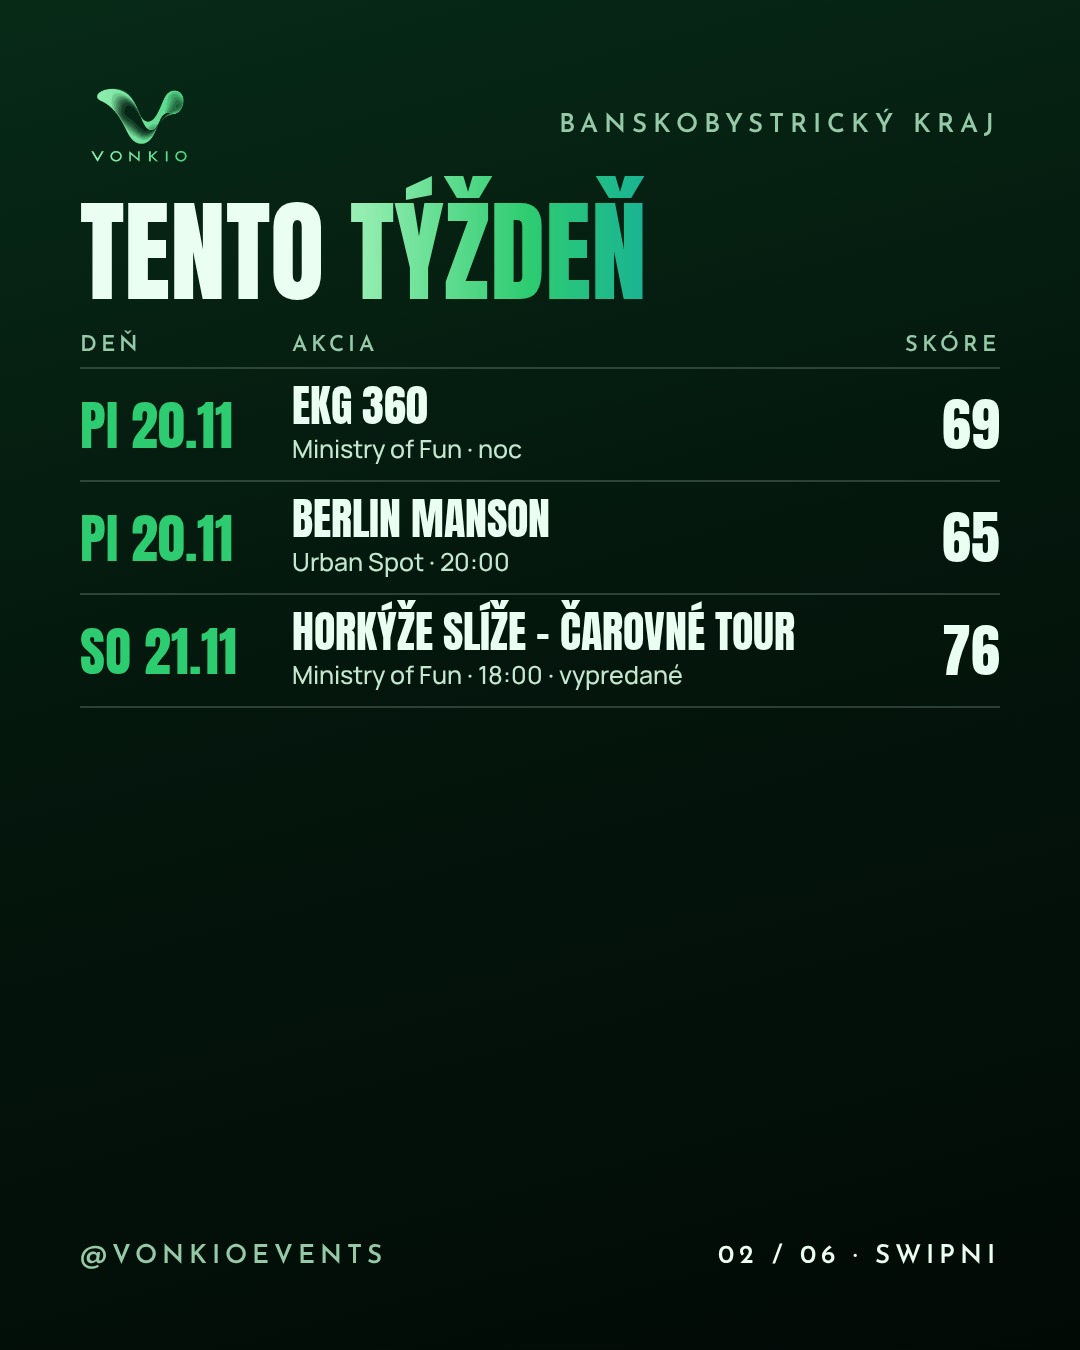 VONKIO
BANSKOBYSTRICKÝ KRAJ
TENTO TÝŽDEŇ
DEŇ AKCIA SKÓRE
PI 20.11 EKG 360 69
Ministry of Fun · noc
PI 20.11 BERLIN MANSON 65
Urban Spot · 20:00
SO 21.11 HORKÝŽE SLÍŽE - ČAROVNÉ TOUR 76
Ministry of Fun · 18:00 · vypredané
@VONKIOEVENTS 02 / 06 · SWIPNI